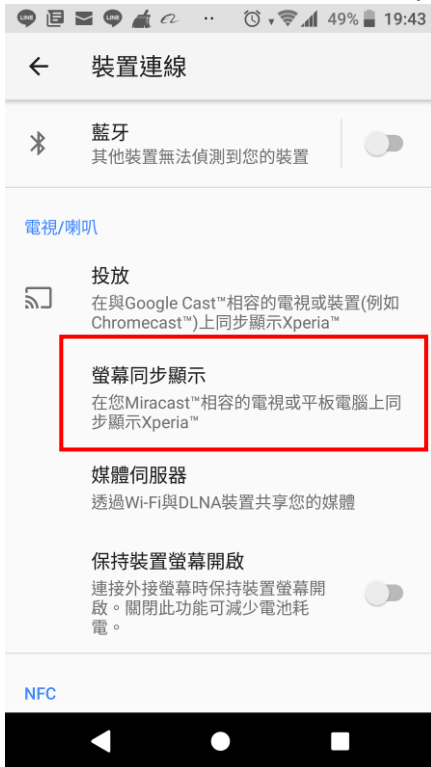 49% 19:43
裝置連線
藍牙
其他裝置無法偵測到您的裝置
電視/喇叭
投放
在與Google Cast™相容的電視或裝置(例如
Chromecast™)上同步顯示Xperia™
螢幕同步顯示
在您Miracast™相容的電視或平板電腦上同
步顯示Xperia™
媒體伺服器
透過Wi-Fi與DLNA裝置共享您的媒體
保持裝置螢幕開啟
連接外接螢幕時保持裝置螢幕開
啟。關閉此功能可減少電池耗
電。
NFC